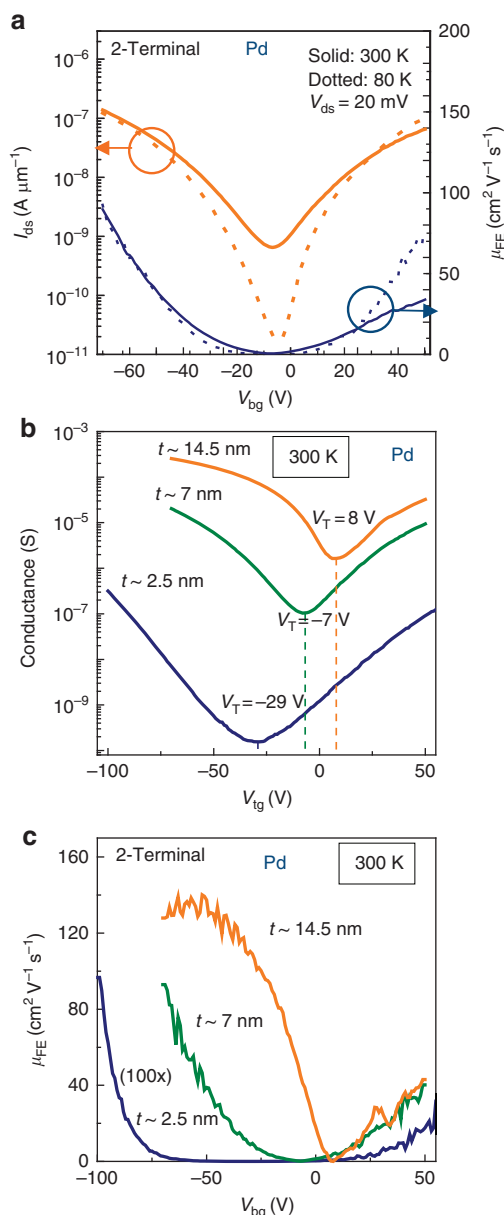 a
2-Terminal
Pd
Solid: 300 K
Dotted: 80 K
V_ds = 20 mV
10⁻⁶
10⁻⁷
10⁻⁸
10⁻⁹
10⁻¹⁰
10⁻¹¹
I_ds (A μm⁻¹)
200
150
100
50
0
μ_FE (cm² V⁻¹ s⁻¹)
−60 −40 −20 0 20 40
V_bg (V)
b
10⁻³
10⁻⁵
10⁻⁷
10⁻⁹
Conductance (S)
t ~ 14.5 nm
300 K
Pd
t ~ 7 nm
V_T = 8 V
t ~ 2.5 nm
V_T = −7 V
V_T = −29 V
−100 −50 0 50
V_tg (V)
c
2-Terminal
Pd
300 K
160
120
80
40
0
μ_FE (cm² V⁻¹ s⁻¹)
t ~ 14.5 nm
t ~ 7 nm
(100x)
t ~ 2.5 nm
−100 −50 0 50
V_bg (V)